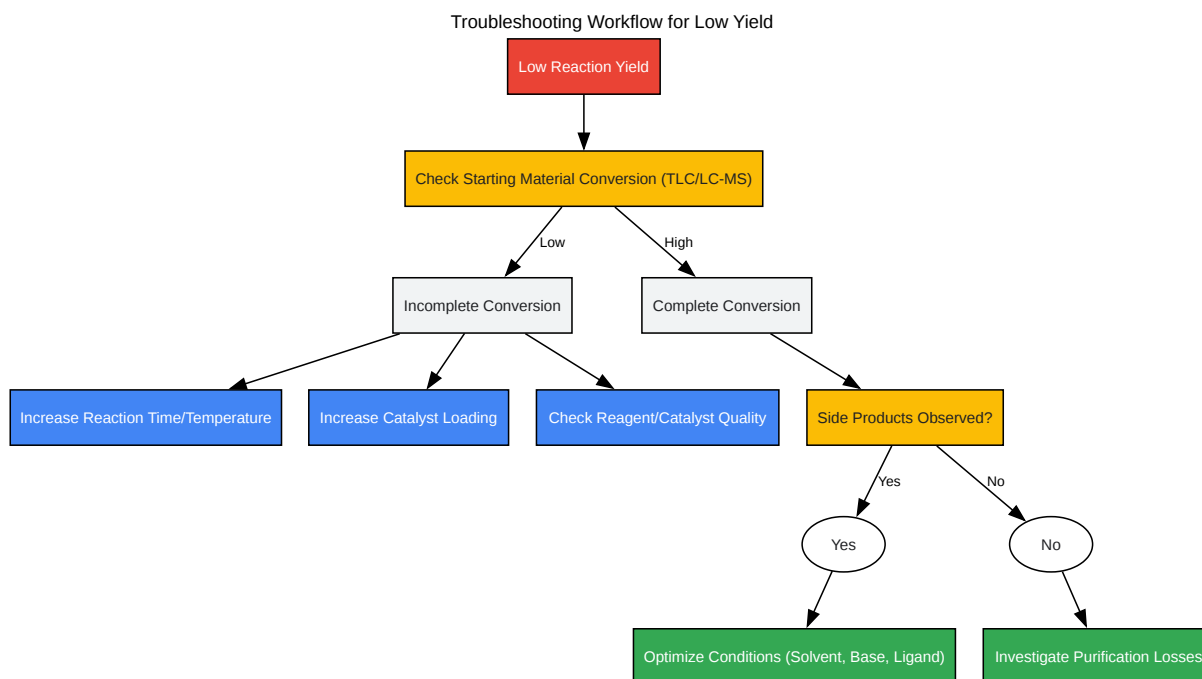 Troubleshooting Workflow for Low Yield
Low Reaction Yield
Check Starting Material Conversion (TLC/LC-MS)
Low
High
Incomplete Conversion
Complete Conversion
Increase Reaction Time/Temperature
Increase Catalyst Loading
Check Reagent/Catalyst Quality
Side Products Observed?
Yes
No
Yes
No
Optimize Conditions (Solvent, Base, Ligand)
Investigate Purification Losses